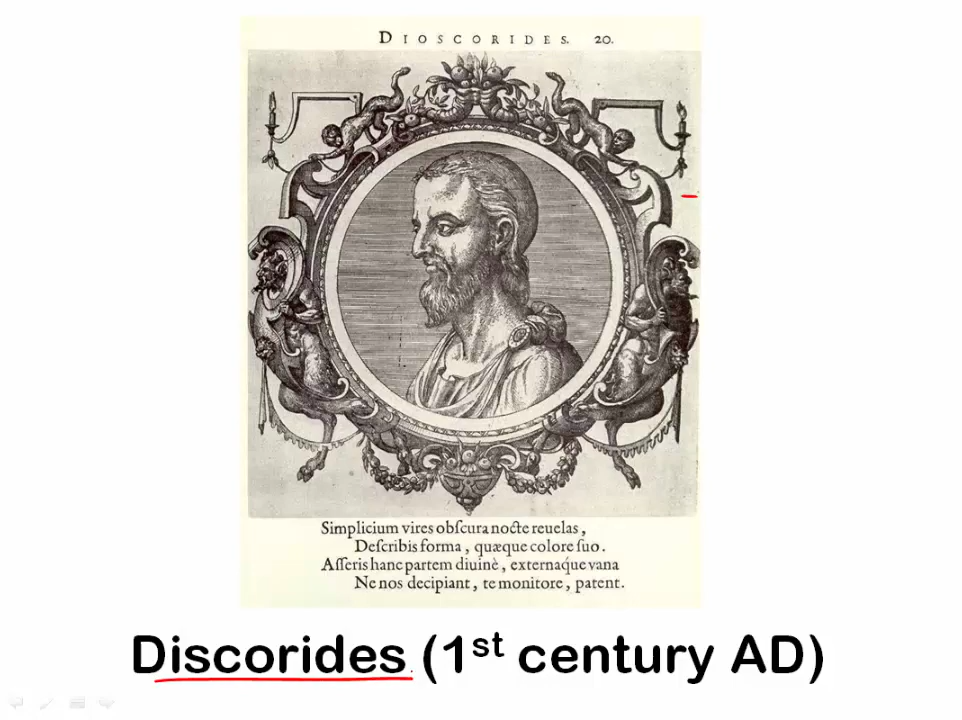 DIOSCORIDES. 20.
Simplicium vires obſcura nocte reuelas,
Deſcribis forma, quæque colore ſuo.
Aſſeris hanc partem diuinè, externaq́ue vana
Ne nos decipiant, te monitore, patent.
Discorides (1st century AD)